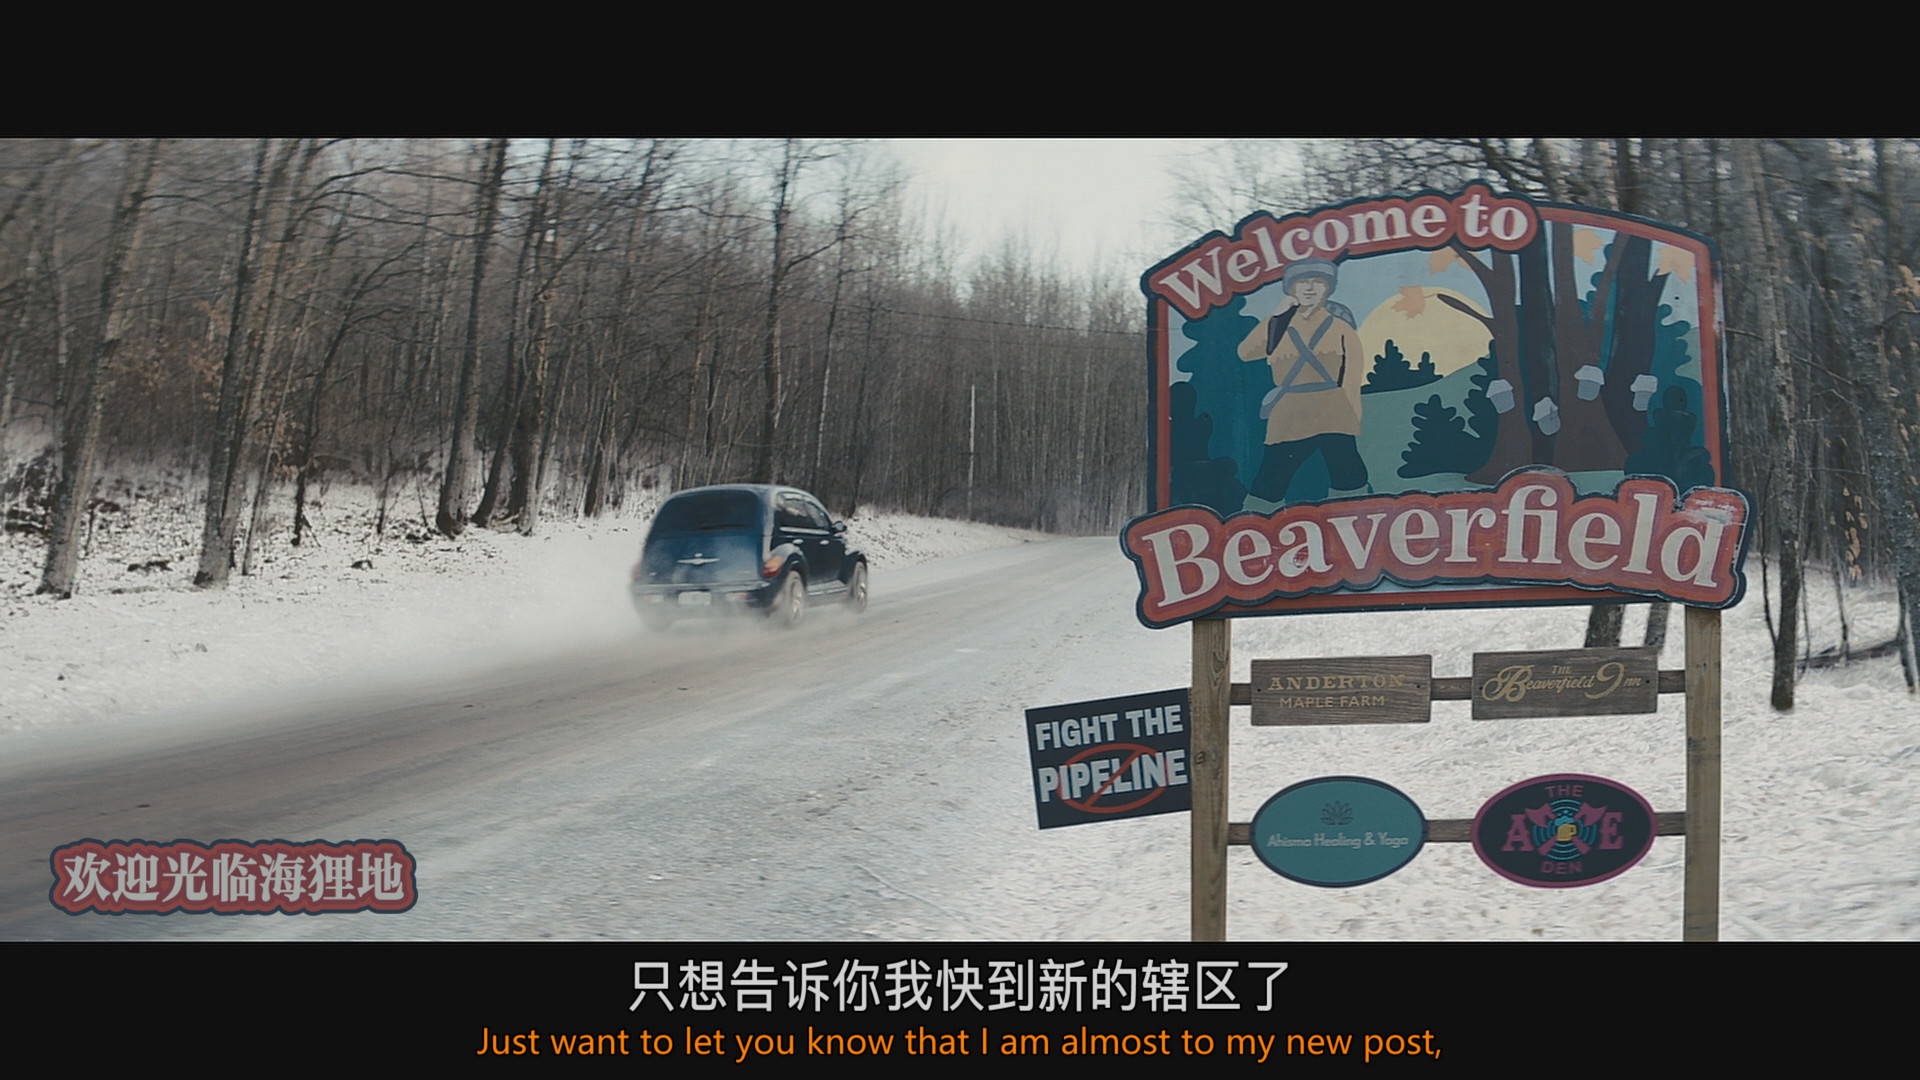 Welcome to
Beaverfield
ANDERTON
MAPLE FARM
THE
Beaverfield Inn
FIGHT THE
PIPELINE
Ahisma Healing & Yoga
THE
AXE
DEN
欢迎光临海狸地
只想告诉你我快到新的辖区了
Just want to let you know that I am almost to my new post,